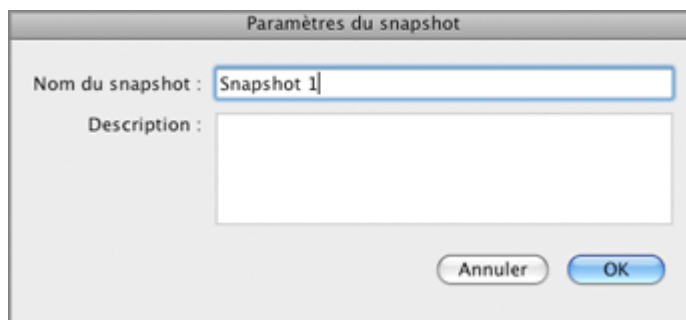 Paramètres du snapshot
Nom du snapshot : Snapshot 1
Description :
Annuler OK